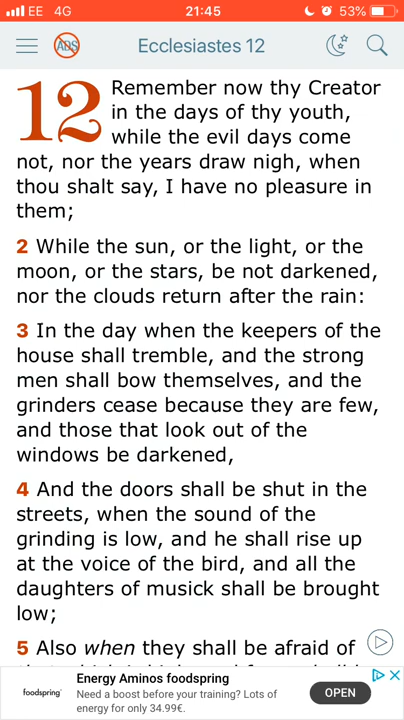 EE 4G 21:45 53%
ADS Ecclesiastes 12
12 Remember now thy Creator
in the days of thy youth,
while the evil days come
not, nor the years draw nigh, when
thou shalt say, I have no pleasure in
them;
2 While the sun, or the light, or the
moon, or the stars, be not darkened,
nor the clouds return after the rain:
3 In the day when the keepers of the
house shall tremble, and the strong
men shall bow themselves, and the
grinders cease because they are few,
and those that look out of the
windows be darkened,
4 And the doors shall be shut in the
streets, when the sound of the
grinding is low, and he shall rise up
at the voice of the bird, and all the
daughters of musick shall be brought
low;
5 Also when they shall be afraid of
Energy Aminos foodspring
foodspring
Need a boost before your training? Lots of
energy for only 34.99€.
OPEN